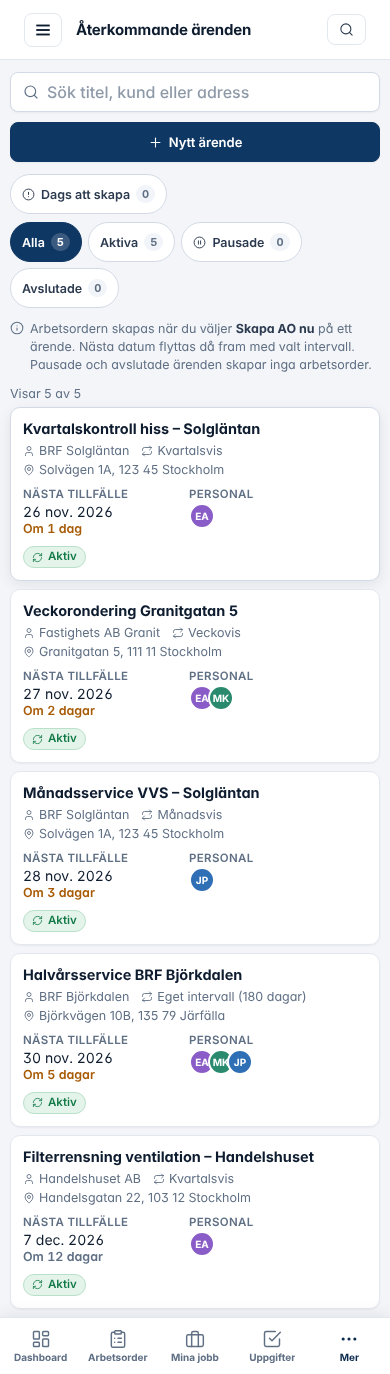 Återkommande ärenden
Sök titel, kund eller adress
Nytt ärende
Dags att skapa 0
Alla 5 Aktiva 5 Pausade 0
Avslutade 0
Arbetsordern skapas när du väljer Skapa AO nu på ett
ärende. Nästa datum flyttas då fram med valt intervall.
Pausade och avslutade ärenden skapar inga arbetsorder.
Visar 5 av 5
Kvartalskontroll hiss – Solgläntan
BRF Solgläntan Kvartalsvis
Solvägen 1A, 123 45 Stockholm
NÄSTA TILLFÄLLE PERSONAL
26 nov. 2026 EA
Om 1 dag
Aktiv
Veckorondering Granitgatan 5
Fastighets AB Granit Veckovis
Granitgatan 5, 111 11 Stockholm
NÄSTA TILLFÄLLE PERSONAL
27 nov. 2026 EA MK
Om 2 dagar
Aktiv
Månadsservice VVS – Solgläntan
BRF Solgläntan Månadsvis
Solvägen 1A, 123 45 Stockholm
NÄSTA TILLFÄLLE PERSONAL
28 nov. 2026 JP
Om 3 dagar
Aktiv
Halvårsservice BRF Björkdalen
BRF Björkdalen Eget intervall (180 dagar)
Björkvägen 10B, 135 79 Järfälla
NÄSTA TILLFÄLLE PERSONAL
30 nov. 2026 EA MK JP
Om 5 dagar
Aktiv
Filterrensning ventilation – Handelshuset
Handelshuset AB Kvartalsvis
Handelsgatan 22, 103 12 Stockholm
NÄSTA TILLFÄLLE PERSONAL
7 dec. 2026 EA
Om 12 dagar
Aktiv
Dashboard Arbetsorder Mina jobb Uppgifter Mer